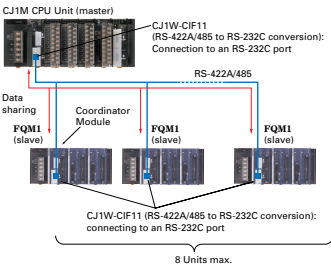 CJ1M CPU Unit (master)
CJ1W-CIF11
(RS-422A/485 to RS-232C conversion):
Connection to an RS-232C port
RS-422A/485
Data
sharing
Coordinator
Module
FQM1
(slave)
FQM1
(slave)
FQM1
(slave)
CJ1W-CIF11 (RS-422A/485 to RS-232C conversion):
connecting to an RS-232C port
8 Units max.